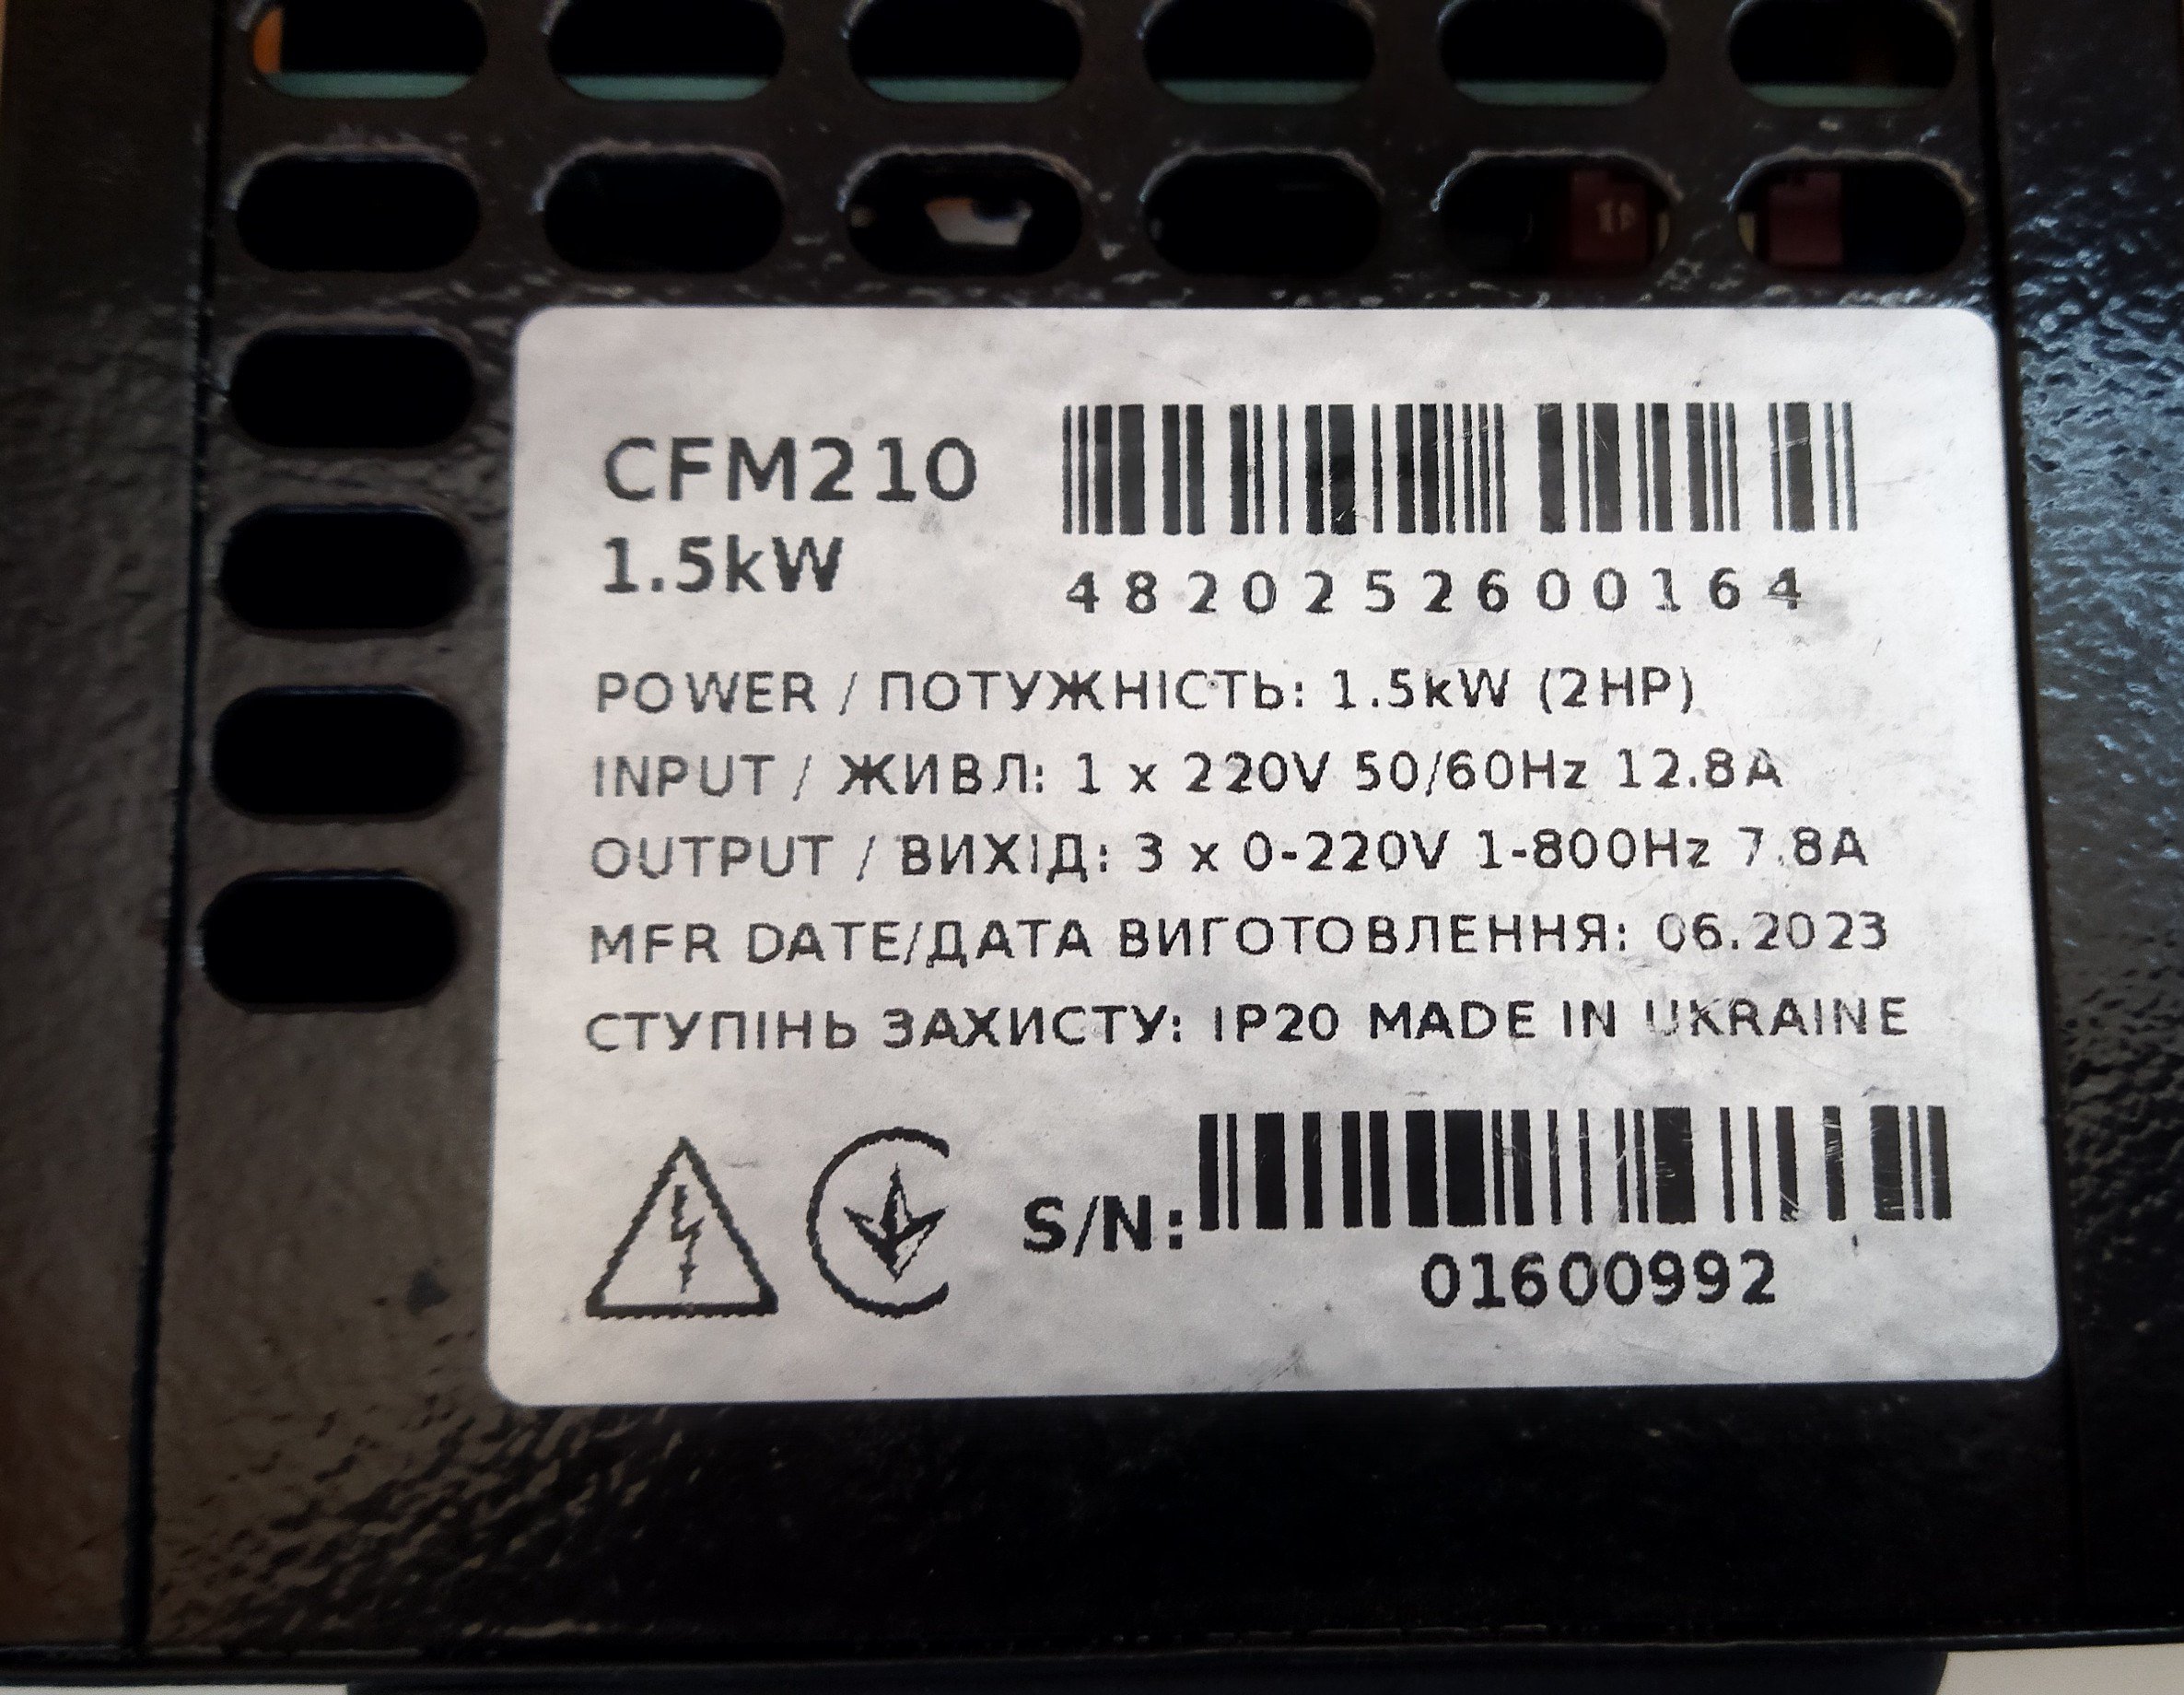 CFM210
1.5kW
4820252600164
POWER / ПОТУЖНІСТЬ: 1.5kW (2HP)
INPUT / ЖИВЛ: 1 x 220V 50/60Hz 12.8A
OUTPUT / ВИХІД: 3 x 0-220V 1-800Hz 7.8A
MFR DATE/ДАТА ВИГОТОВЛЕННЯ: 06.2023
СТУПІНЬ ЗАХИСТУ: IP20 MADE IN UKRAINE
S/N:
01600992